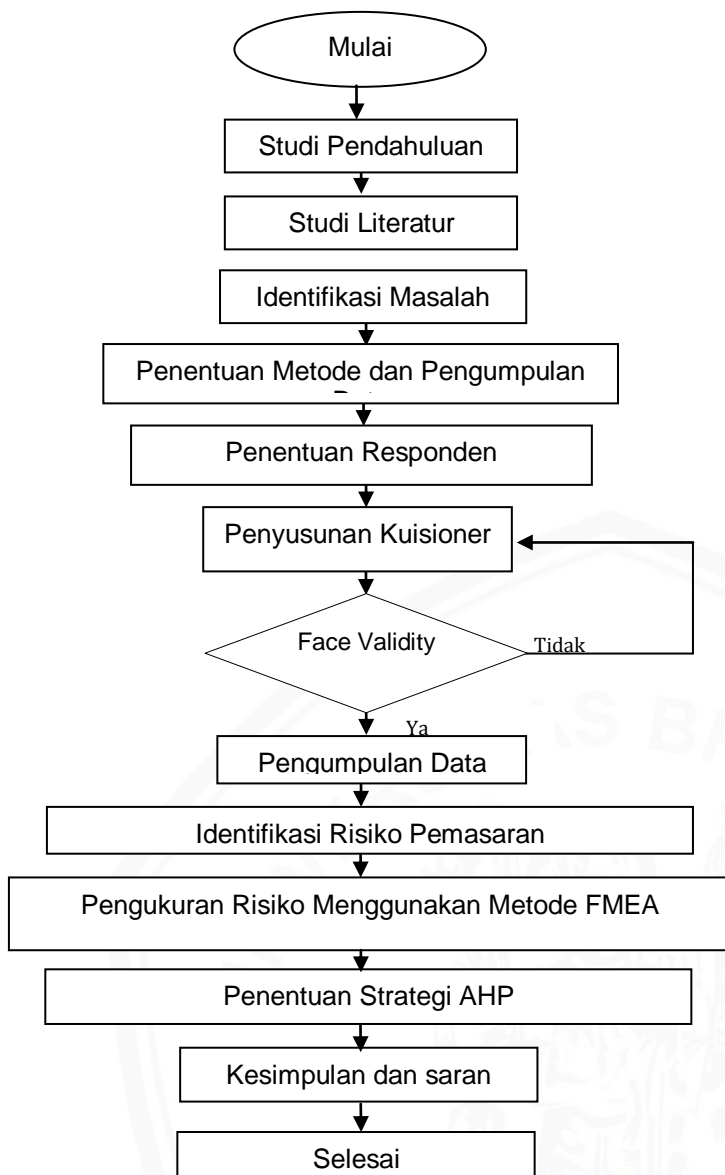 Mulai
Studi Pendahuluan
Studi Literatur
Identifikasi Masalah
Penentuan Metode dan Pengumpulan
Penentuan Responden
Penyusunan Kuisioner
Face Validity
Tidak
Ya
Pengumpulan Data
Identifikasi Risiko Pemasaran
Pengukuran Risiko Menggunakan Metode FMEA
Penentuan Strategi AHP
Kesimpulan dan saran
Selesai